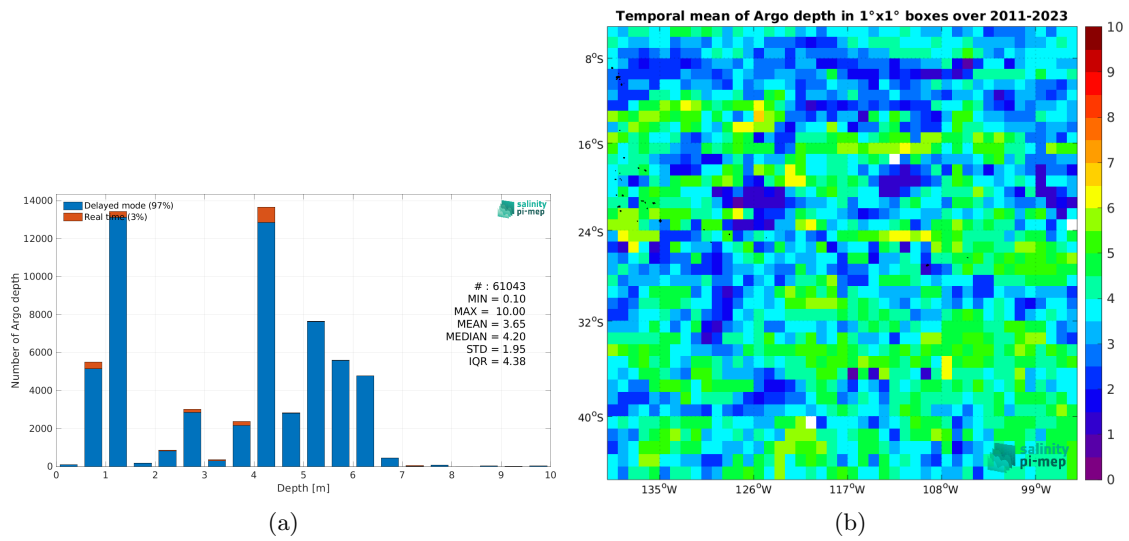 Delayed mode (97%)
Real time (3%)
salinity
pi-mep
14000
12000
10000
8000
6000
4000
2000
0
Number of Argo depth
# : 61043
MIN = 0.10
MAX = 10.00
MEAN = 3.65
MEDIAN = 4.20
STD = 1.95
IQR = 4.38
0 1 2 3 4 5 6 7 8 9 10
Depth [m]
(a)
Temporal mean of Argo depth in 1°x1° boxes over 2011-2023
8°S
16°S
24°S
32°S
40°S
135°W 126°W 117°W 108°W 99°W
salinity
pi-mep
10
9
8
7
6
5
4
3
2
1
0
(b)